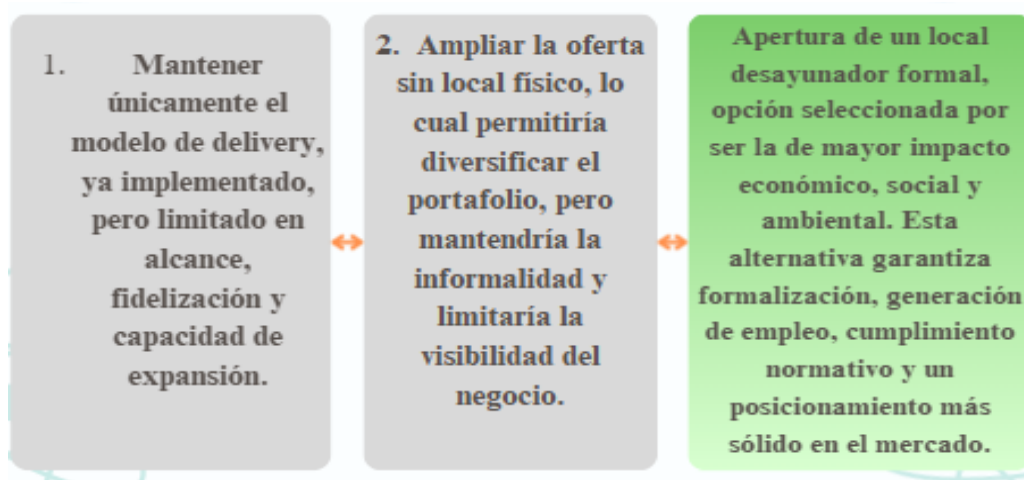 1. Mantener
únicamente el
modelo de delivery,
ya implementado,
pero limitado en
alcance,
fidelización y
capacidad de
expansión.
2. Ampliar la oferta
sin local físico, lo
cual permitiría
diversificar el
portafolio, pero
mantendría la
informalidad y
limitaría la
visibilidad del
negocio.
Apertura de un local
desayunador formal,
opción seleccionada por
ser la de mayor impacto
económico, social y
ambiental. Esta
alternativa garantiza
formalización, generación
de empleo, cumplimiento
normativo y un
posicionamiento más
sólido en el mercado.